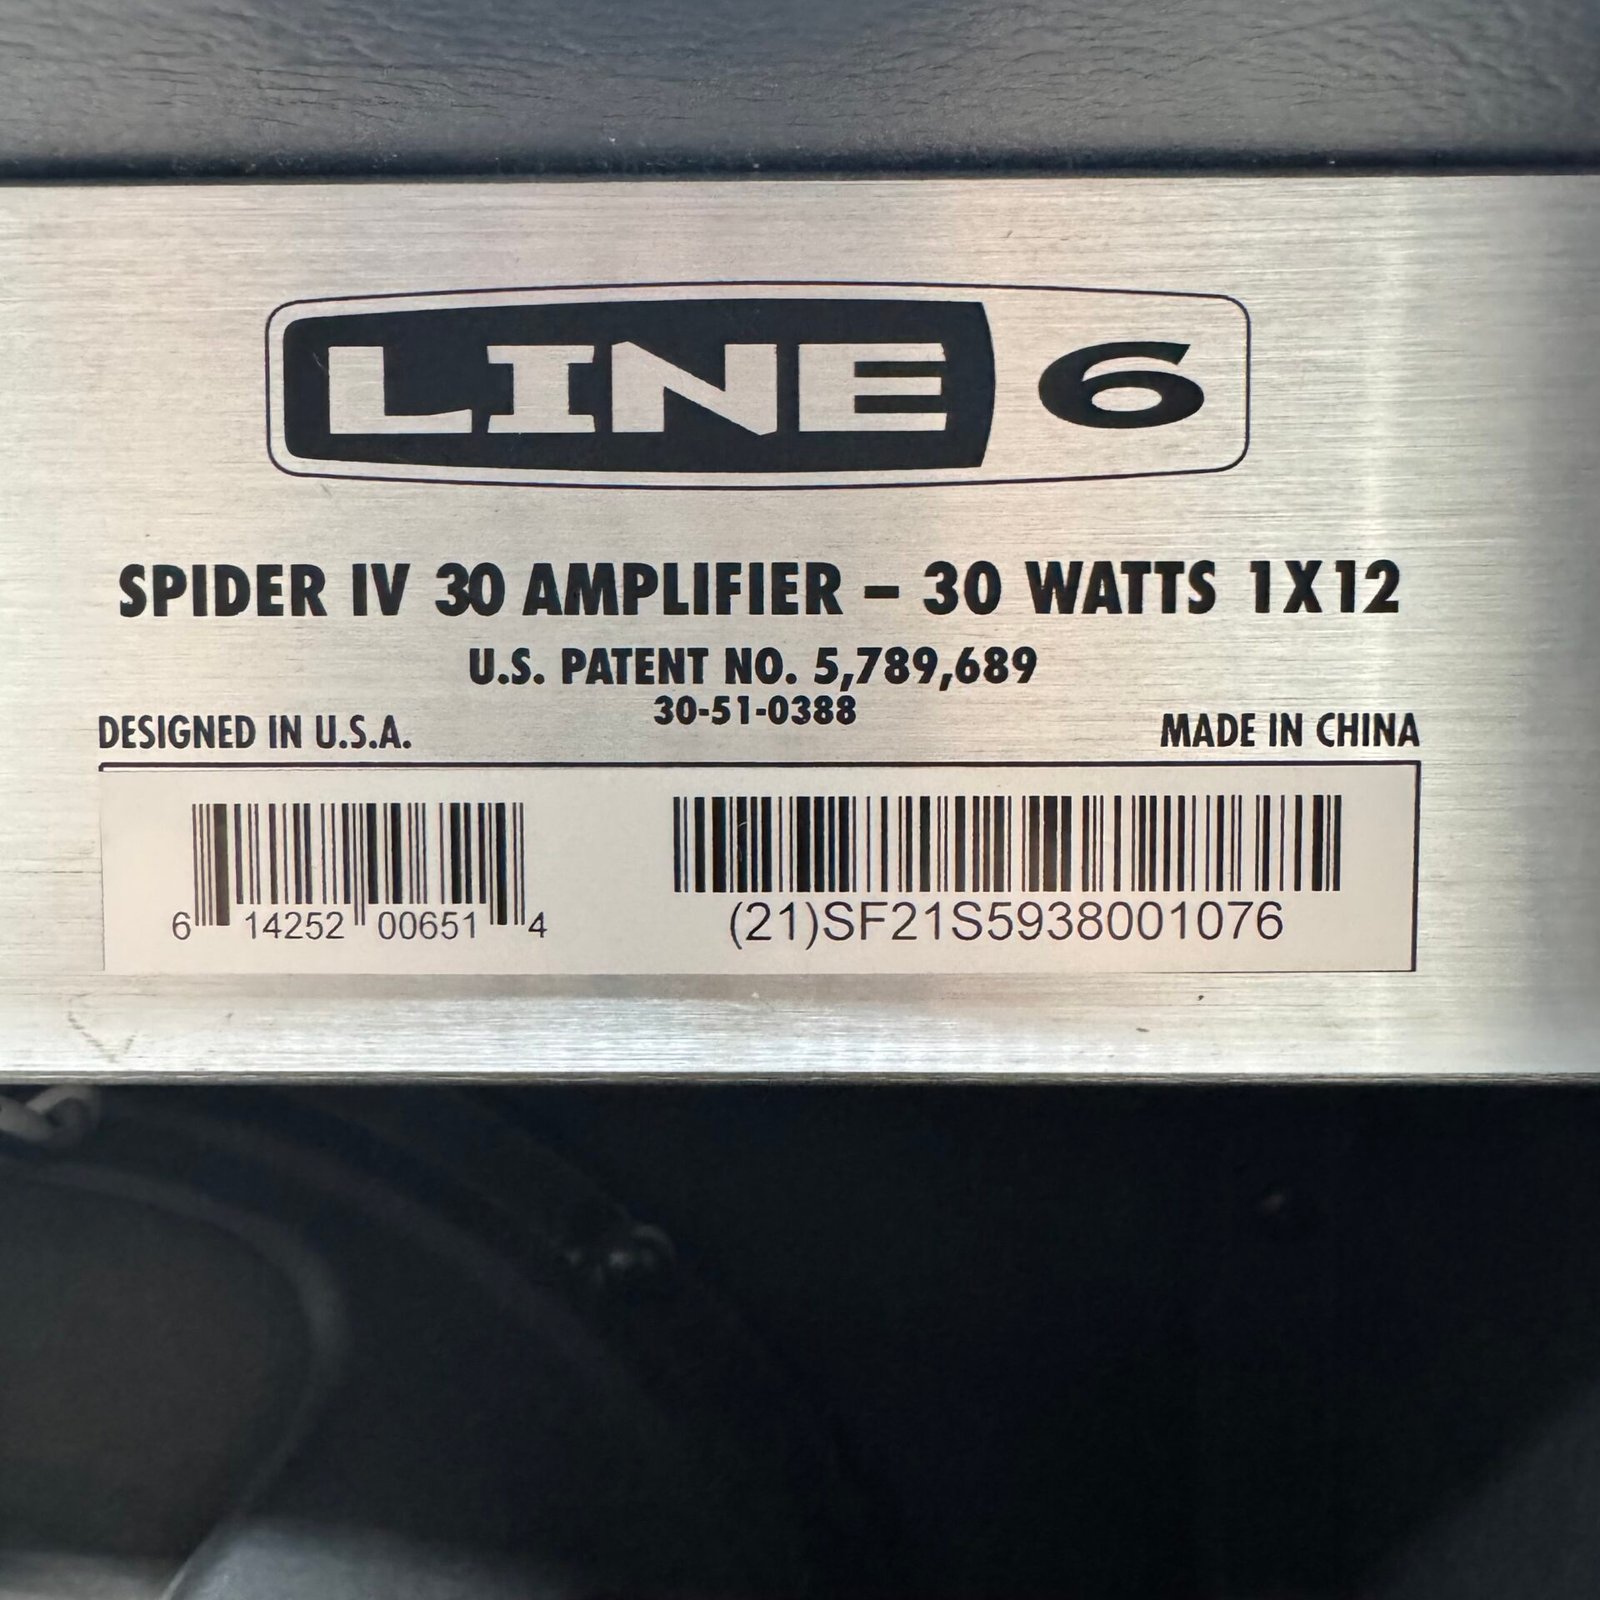 LINE 6
SPIDER IV 30 AMPLIFIER – 30 WATTS 1X12
U.S. PATENT NO. 5,789,689
30-51-0388
DESIGNED IN U.S.A.
MADE IN CHINA
6 14252 00651 4
(21)SF21S5938001076